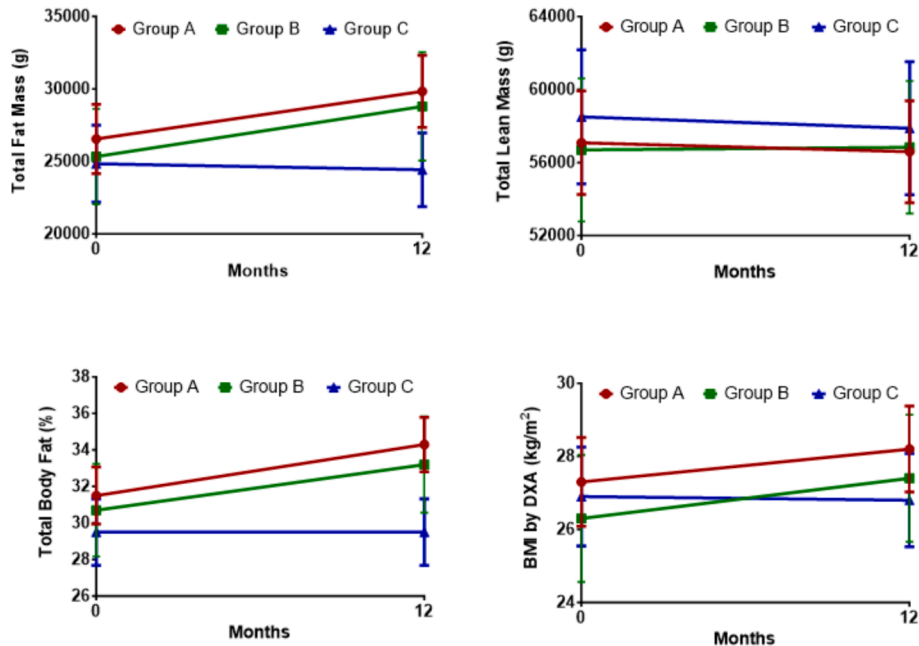 Total Fat Mass (g)
35000
30000
25000
20000
Group A Group B Group C
0 12
Months
Total Lean Mass (g)
64000
60000
56000
52000
Group A Group B Group C
0 12
Months
Total Body Fat (%)
38
36
34
32
30
28
26
Group A Group B Group C
0 12
Months
BMI by DXA (kg/m²)
30
28
26
24
Group A Group B Group C
0 12
Months